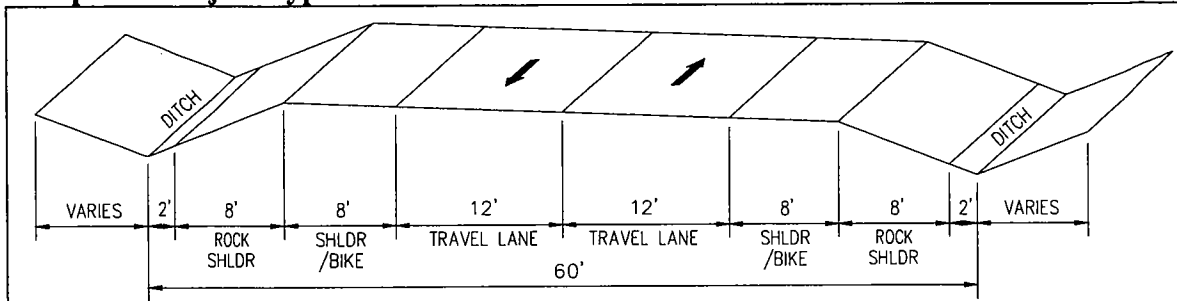 DITCH
DITCH
VARIES 2' 8' 8' 12' 12' 8' 8' 2' VARIES
ROCK SHLDR TRAVEL LANE TRAVEL LANE SHLDR ROCK
SHLDR /BIKE /BIKE SHLDR
60'